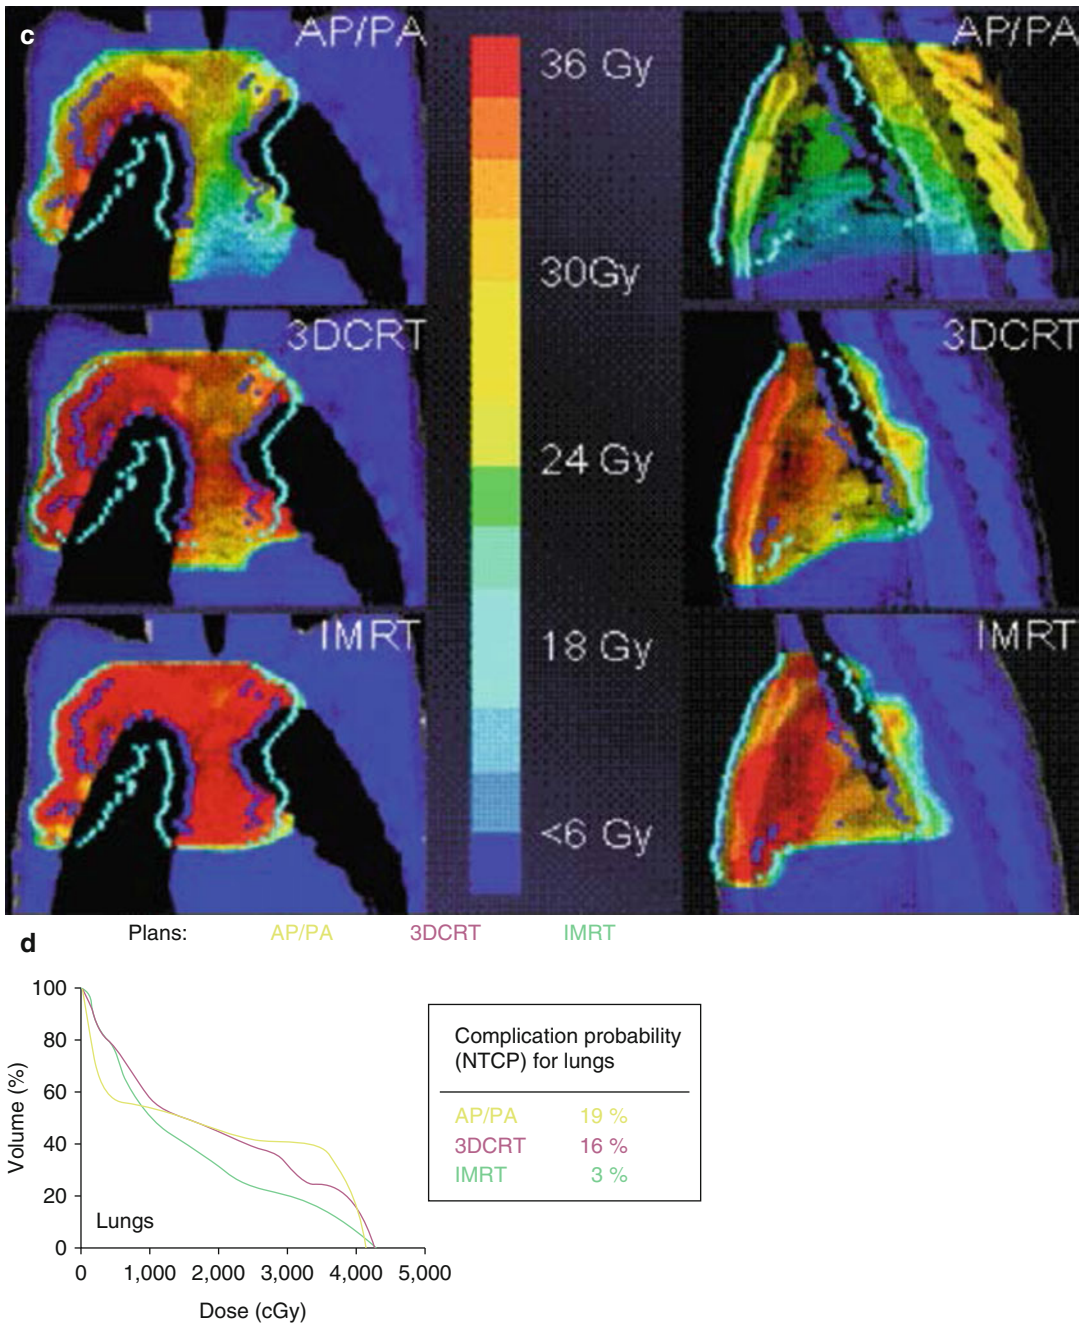 c
AP/PA
AP/PA
36 Gy
30Gy
3DCRT
3DCRT
24 Gy
18 Gy
IMRT
IMRT
<6 Gy
Plans: AP/PA 3DCRT IMRT
d
Volume (%)
100
80
60
40
20
0
Lungs
0 1,000 2,000 3,000 4,000 5,000
Dose (cGy)
Complication probability
(NTCP) for lungs
AP/PA 19 %
3DCRT 16 %
IMRT 3 %